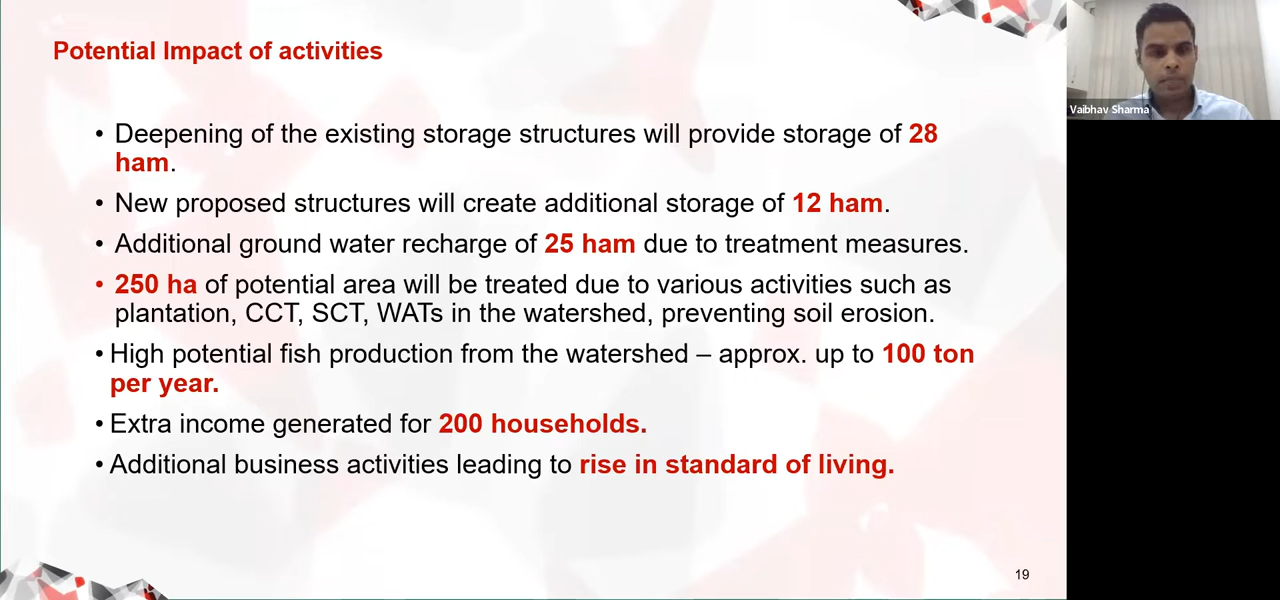 Potential Impact of activities
• Deepening of the existing storage structures will provide storage of 28
ham.
• New proposed structures will create additional storage of 12 ham.
• Additional ground water recharge of 25 ham due to treatment measures.
• 250 ha of potential area will be treated due to various activities such as
plantation, CCT, SCT, WATs in the watershed, preventing soil erosion.
• High potential fish production from the watershed – approx. up to 100 ton
per year.
• Extra income generated for 200 households.
• Additional business activities leading to rise in standard of living.
19
Vaibhav Sharma